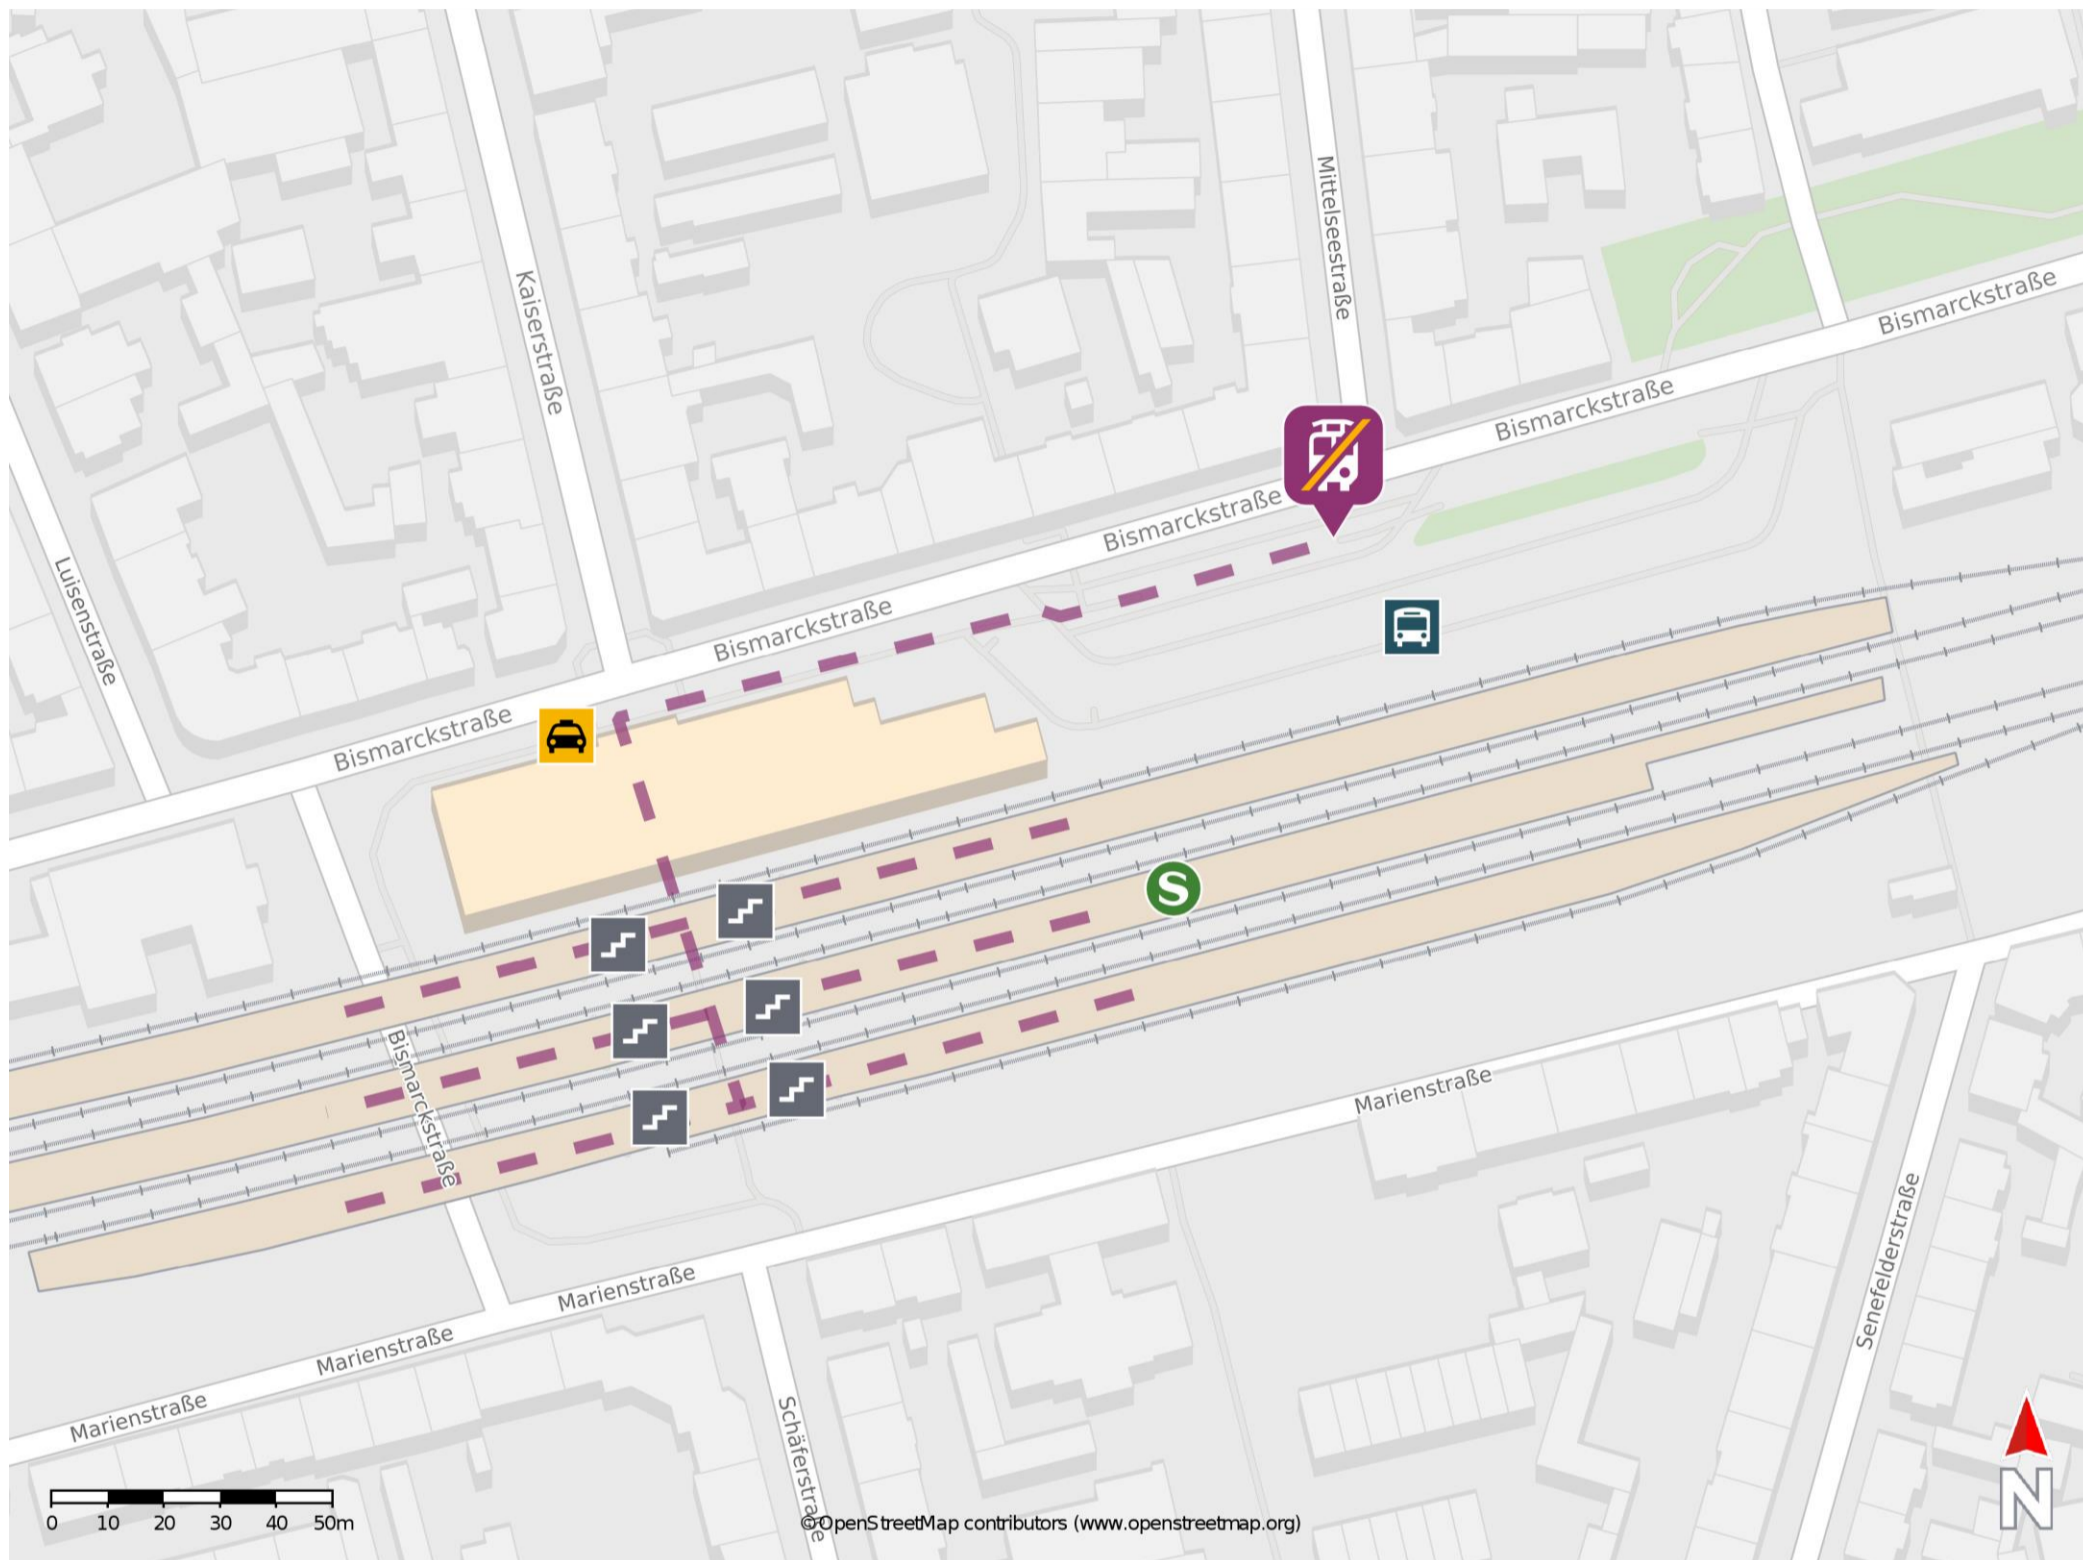 Mittelseestraße
Kaiserstraße
Bismarckstraße
Bismarckstraße
Bismarckstraße
Luisenstraße
Bismarckstraße
Bismarckstraße
S
Bismarckstraße
Marienstraße
Senefelderstraße
Marienstraße
Marienstraße
Marienstraße
Schäferstraße
N
0 10 20 30 40 50m
©OpenStreetMap contributors (www.openstreetmap.org)